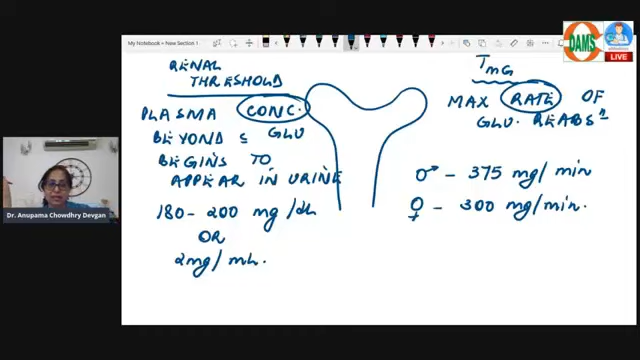 My Notebook » New Section 1
DAMS
LIVE
RENAL
THRESHOLD
PLASMA CONC.
BEYOND c̄ GLU
BEGINS TO
APPEAR IN URINE
180 - 200 mg/dL
OR
2mg/mL.
TmG
MAX RATE OF
GLU. REABSⁿ
♂ - 375 mg/min
♀ - 300 mg/min.
Dr. Anupama Chowdhry Devgan